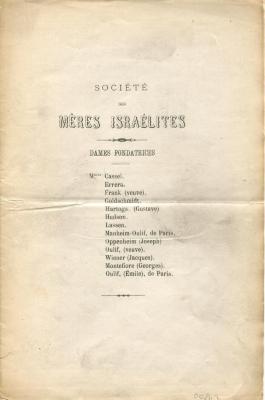 SOCIÉTÉ
DES
MÈRES ISRAÉLITES
DAMES FONDATRICES
Mmes Cassel.
Errera.
Frank (veuve).
Goldschmidt.
Hartogs. (Gustave)
Hudson.
Lassen.
Manheim-Oulif, de Paris.
Oppenheim (Joseph)
Oulif, (veuve).
Wiener (Jacques).
Montefiore (Georges).
Oulif, (Émile), de Paris.